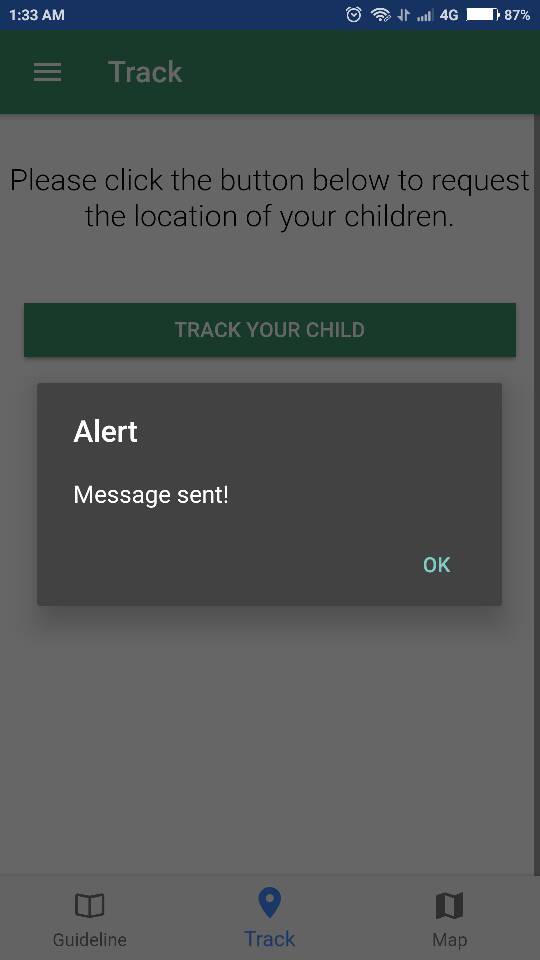 1:33 AM 4G 87%
Track
Please click the button below to request
the location of your children.
TRACK YOUR CHILD
Alert
Message sent!
OK
Guideline Track Map